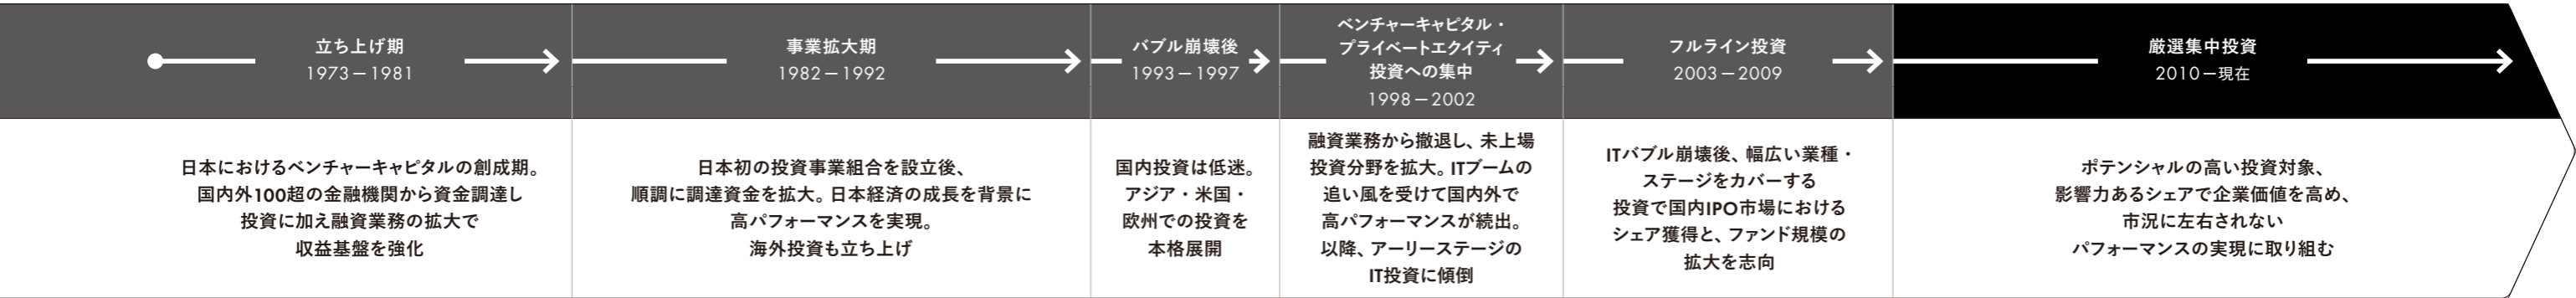 立ち上げ期
1973－1981
日本におけるベンチャーキャピタルの創成期。
国内外100超の金融機関から資金調達し
投資に加え融資業務の拡大で
収益基盤を強化
事業拡大期
1982－1992
日本初の投資事業組合を設立後、
順調に調達資金を拡大。日本経済の成長を背景に
高パフォーマンスを実現。
海外投資も立ち上げ
バブル崩壊後
1993－1997
国内投資は低迷。
アジア・米国・
欧州での投資を
本格展開
ベンチャーキャピタル・
プライベートエクイティ
投資への集中
1998－2002
融資業務から撤退し、未上場
投資分野を拡大。ITブームの
追い風を受けて国内外で
高パフォーマンスが続出。
以降、アーリーステージの
IT投資に傾倒
フルライン投資
2003－2009
ITバブル崩壊後、幅広い業種・
ステージをカバーする
投資で国内IPO市場における
シェア獲得と、ファンド規模の
拡大を志向
厳選集中投資
2010－現在
ポテンシャルの高い投資対象、
影響力あるシェアで企業価値を高め、
市況に左右されない
パフォーマンスの実現に取り組む